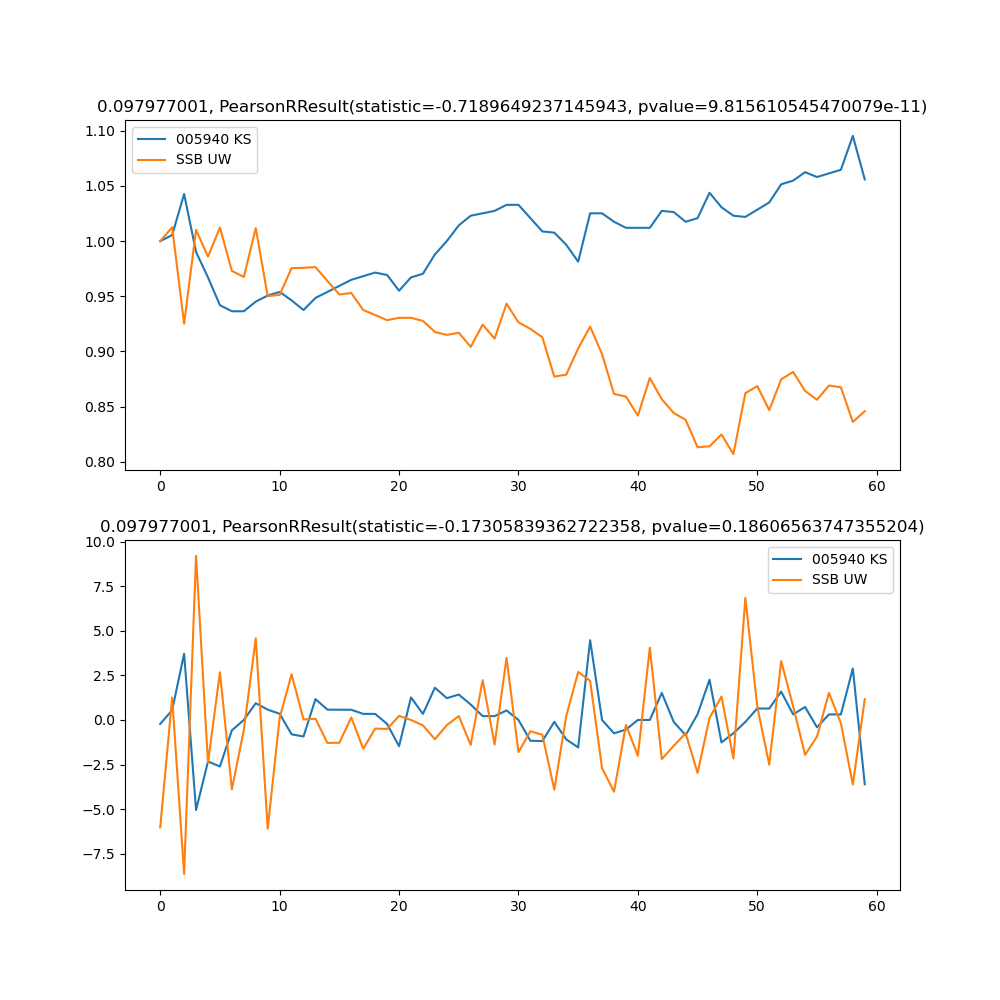 0.097977001, PearsonRResult(statistic=-0.7189649237145943, pvalue=9.815610545470079e-11)
005940 KS
SSB UW
1.10
1.05
1.00
0.95
0.90
0.85
0.80
0 10 20 30 40 50 60
0.097977001, PearsonRResult(statistic=-0.17305839362722358, pvalue=0.18606563747355204)
005940 KS
SSB UW
10.0
7.5
5.0
2.5
0.0
−2.5
−5.0
−7.5
0 10 20 30 40 50 60